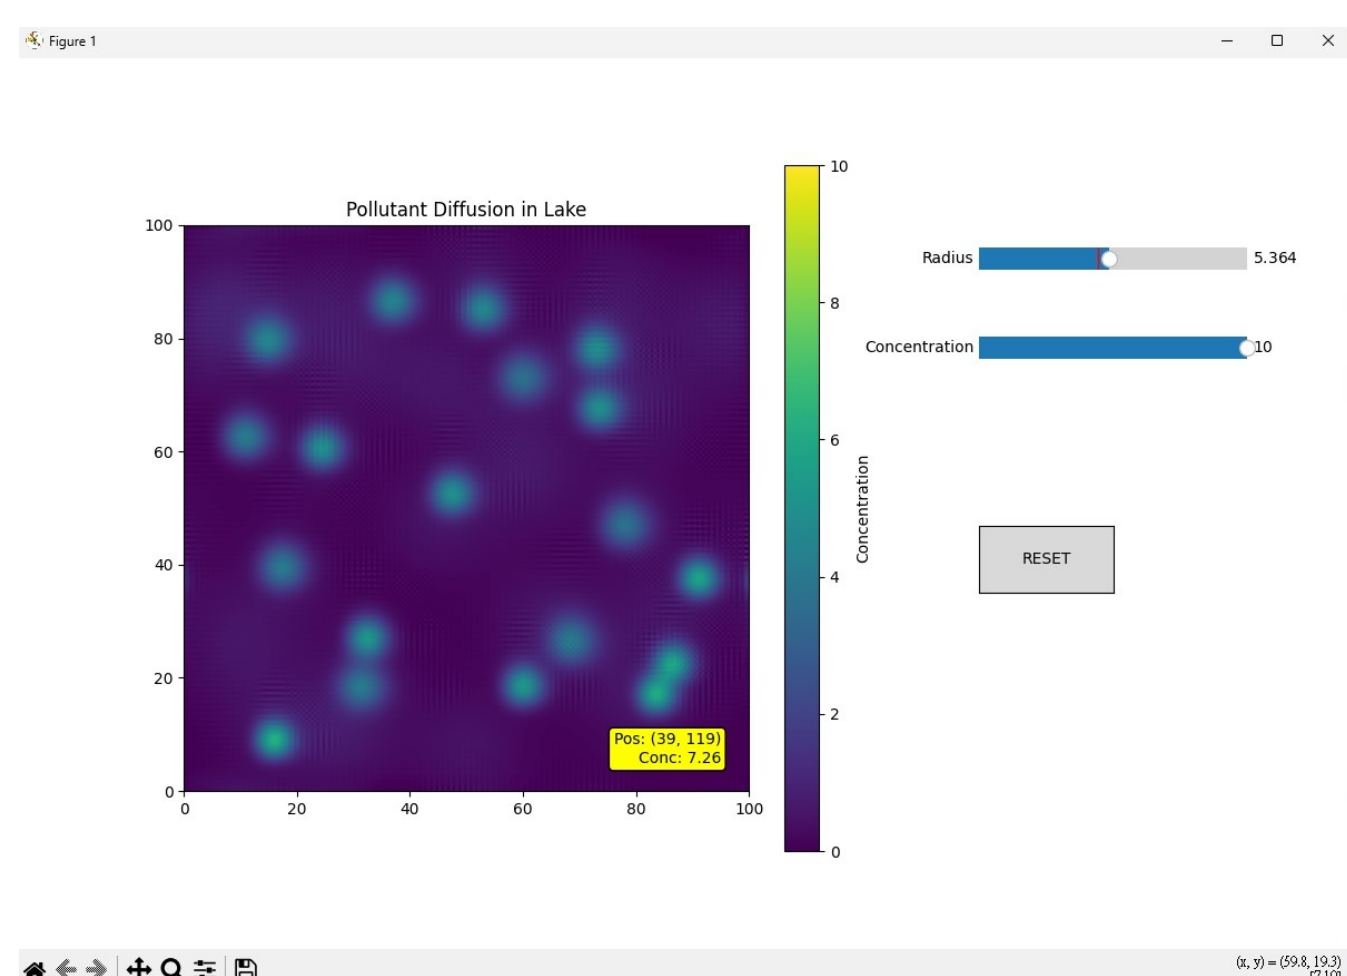 Figure 1
Pollutant Diffusion in Lake
100
80
60
40
20
0
0 20 40 60 80 100
Pos: (39, 119)
Conc: 7.26
10
8
6
4
2
0
Concentration
Radius 5.364
Concentration 10
RESET
(x, y) = (59.8, 19.3)
[7.10]